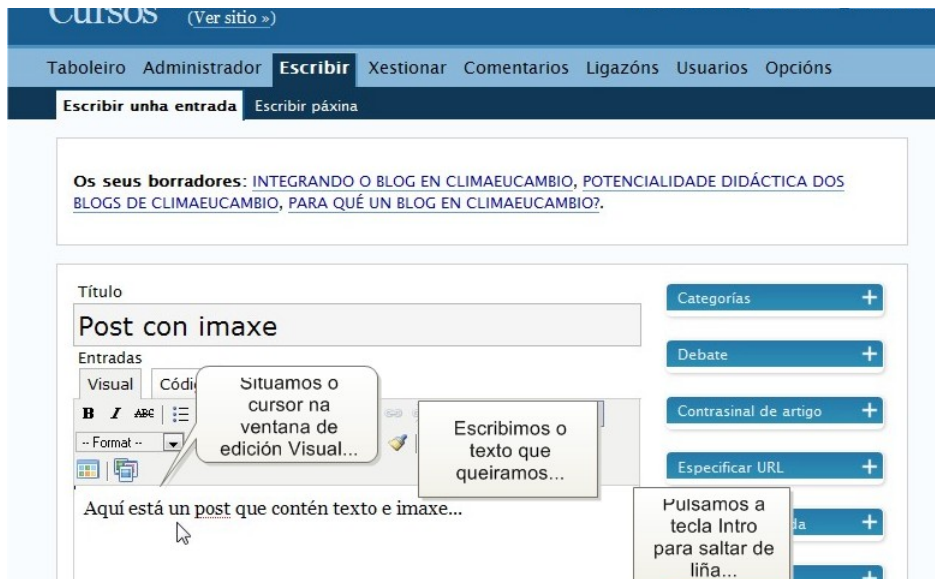 Cursos (Ver sitio »)
Taboleiro Administrador Escribir Xestionar Comentarios Ligazóns Usuarios Opcións
Escribir unha entrada Escribir páxina
Os seus borradores: INTEGRANDO O BLOG EN CLIMAEUCAMBIO, POTENCIALIDADE DIDÁCTICA DOS
BLOGS DE CLIMAEUCAMBIO, PARA QUÉ UN BLOG EN CLIMAEUCAMBIO?.
Título
Post con imaxe
Entradas
Visual
B I ABC
-- Format --
Situamos o
cursor na
ventana de
edición Visual...
Escribimos o
texto que
queiramos...
Aquí está un post que contén texto e imaxe...
Pulsamos a
tecla Intro
para saltar de
liña...
Categorías
Debate
Contrasinal de artigo
Especificar URL